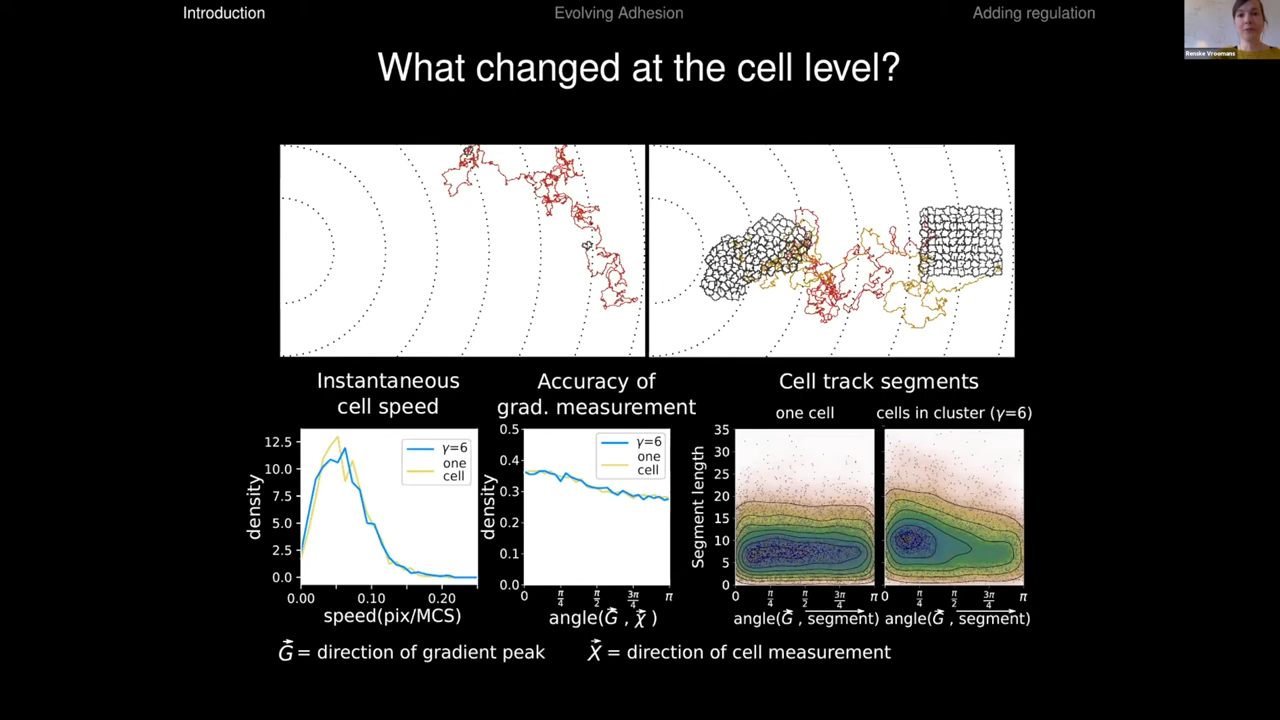 Introduction
Evolving Adhesion
Adding regulation
Renske Vroomans
What changed at the cell level?
Instantaneous
cell speed
Accuracy of
grad. measurement
Cell track segments
one cell
cells in cluster (γ=6)
12.5
10.0
7.5
5.0
2.5
0.0
density
γ=6
one
cell
0.00
0.10
0.20
speed(pix/MCS)
0.5
0.4
0.3
0.2
0.1
0.0
density
γ=6
one
cell
0
π/4
π/2
3π/4
π
angle(G⃗ , χ⃗ )
35
30
25
20
15
10
5
0
Segment length
0
π/4
π/2
3π/4
π
angle(G⃗ , segment)
0
π/4
π/2
3π/4
π
angle(G⃗ , segment)
G⃗ = direction of gradient peak
X⃗ = direction of cell measurement